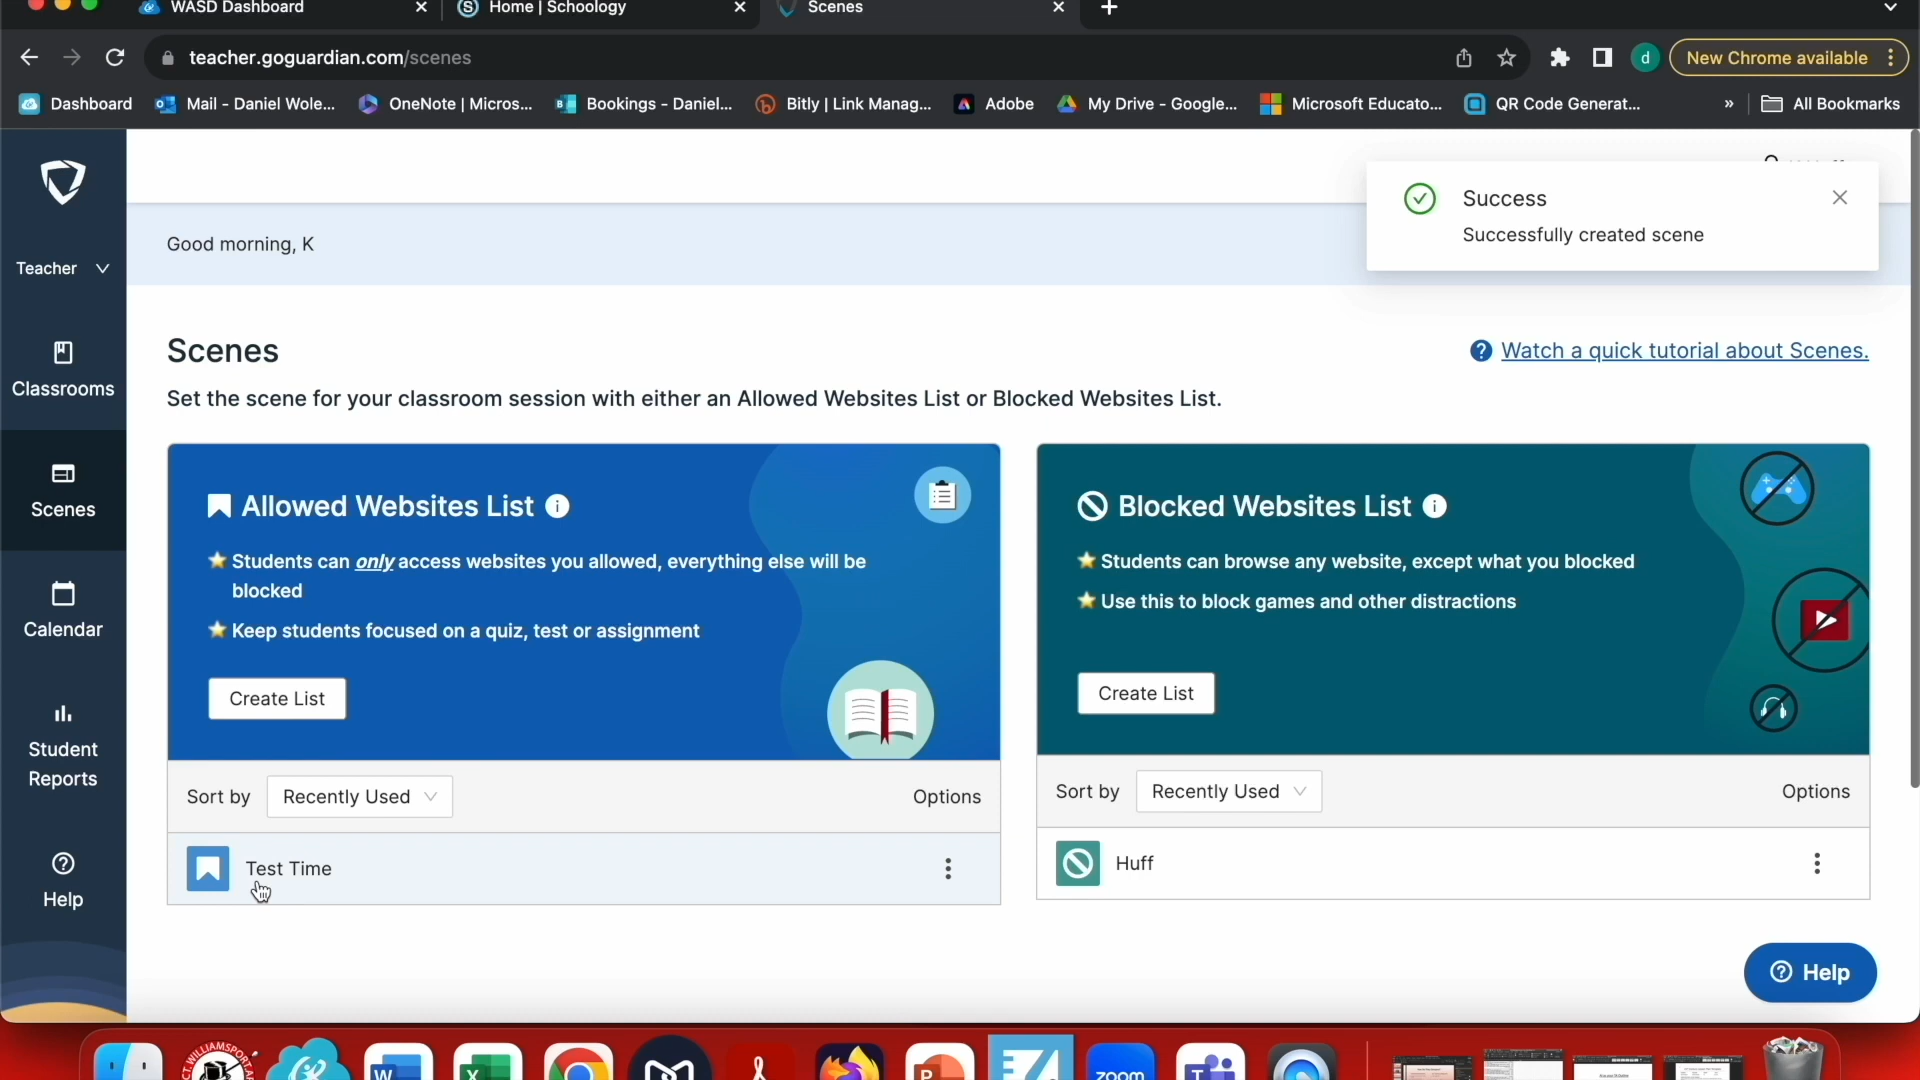 WASD Dashboard
Home | Schoology
Scenes
teacher.goguardian.com/scenes
d
New Chrome available
Dashboard
Mail - Daniel Wole...
OneNote | Micros...
Bookings - Daniel...
Bitly | Link Manag...
Adobe
My Drive - Google...
Microsoft Educato...
QR Code Generat...
»
All Bookmarks
Teacher
Classrooms
Scenes
Calendar
Student
Reports
Help
Good morning, K
Success
Successfully created scene
Scenes
Watch a quick tutorial about Scenes.
Set the scene for your classroom session with either an Allowed Websites List or Blocked Websites List.
Allowed Websites List
Students can only access websites you allowed, everything else will be
blocked
Keep students focused on a quiz, test or assignment
Create List
Sort by
Recently Used
Options
Test Time
Blocked Websites List
Students can browse any website, except what you blocked
Use this to block games and other distractions
Create List
Sort by
Recently Used
Options
Huff
Help
W
X
P
zoom
T